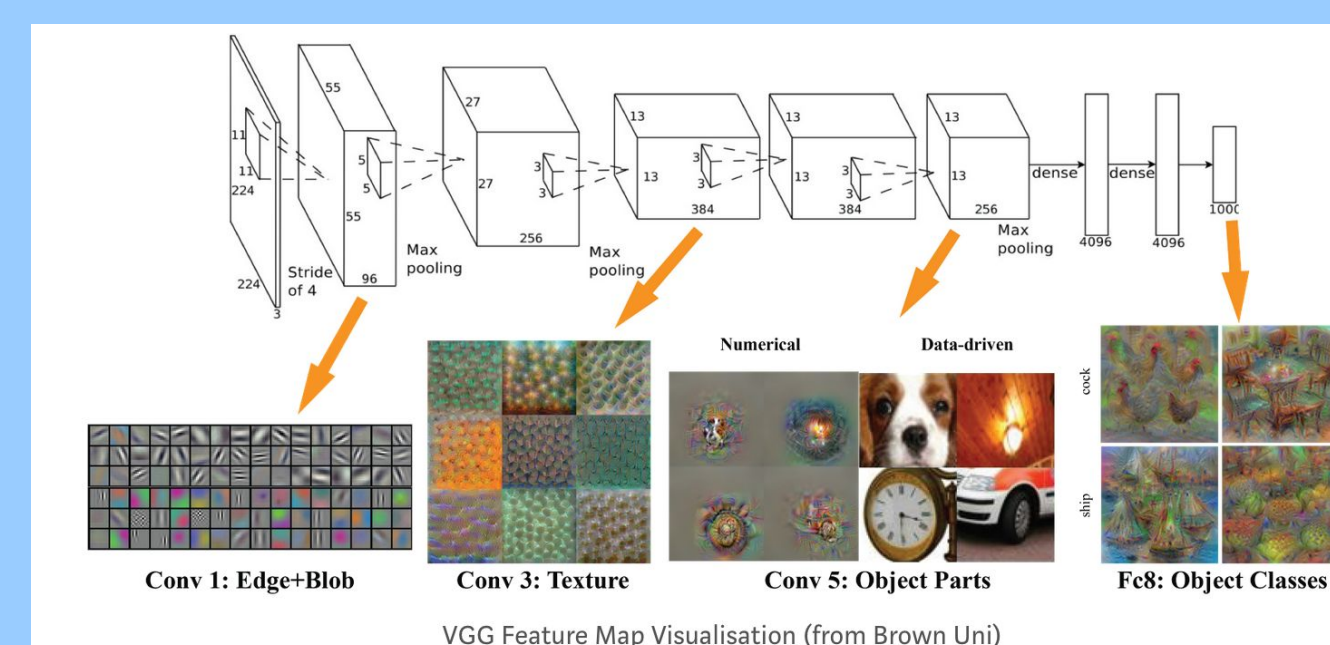 55
27
13
13
13
11
5
3
3
3
11
5
3
3
3
224
27
13
13
13
dense
dense
55
384
384
256
1000
256
Max
pooling
4096
4096
Max
pooling
Max
pooling
Stride
of 4
96
224
3
Numerical
Data-driven
cock
ship
Conv 1: Edge+Blob
Conv 3: Texture
Conv 5: Object Parts
Fc8: Object Classes
VGG Feature Map Visualisation (from Brown Uni)